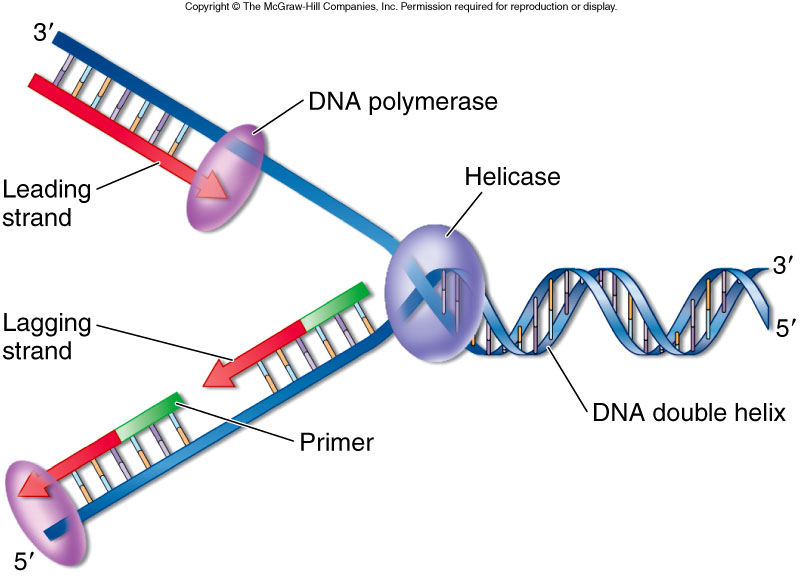 Copyright © The McGraw-Hill Companies, Inc. Permission required for reproduction or display.
3′
DNA polymerase
Helicase
Leading
strand
3′
5′
Lagging
strand
DNA double helix
Primer
5′